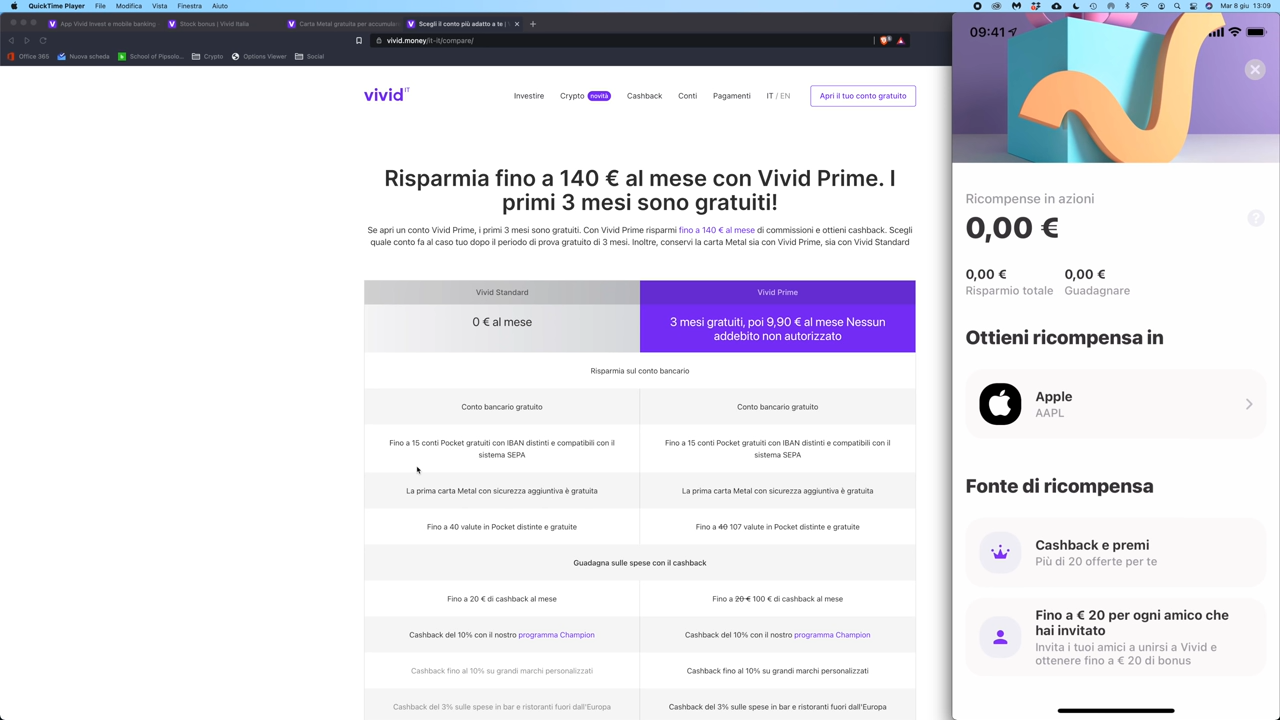 QuickTime Player File Modifica Vista Finestra Aiuto
Mar 8 giu 13:09
App Vivid Invest e mobile banking
Stock bonus | Vivid Italia
Carta Metal gratuita per accumulo
Scegli il conto più adatto a te |
vivid.money/it-it/compare/
Office 365 Nuova scheda School of Pipsolo... Crypto Options Viewer Social
vivid IT
Investire Crypto novità Cashback Conti Pagamenti IT / EN Apri il tuo conto gratuito
Risparmia fino a 140 € al mese con Vivid Prime. I
primi 3 mesi sono gratuiti!
Se apri un conto Vivid Prime, i primi 3 mesi sono gratuiti. Con Vivid Prime risparmi fino a 140 € al mese di commissioni e ottieni cashback. Scegli
quale conto fa al caso tuo dopo il periodo di prova gratuito di 3 mesi. Inoltre, conservi la carta Metal sia con Vivid Prime, sia con Vivid Standard
Vivid Standard Vivid Prime
0 € al mese
3 mesi gratuiti, poi 9,90 € al mese Nessun
addebito non autorizzato
Risparmia sul conto bancario
Conto bancario gratuito Conto bancario gratuito
Fino a 15 conti Pocket gratuiti con IBAN distinti e compatibili con il
sistema SEPA
Fino a 15 conti Pocket gratuiti con IBAN distinti e compatibili con il
sistema SEPA
La prima carta Metal con sicurezza aggiuntiva è gratuita La prima carta Metal con sicurezza aggiuntiva è gratuita
Fino a 40 valute in Pocket distinte e gratuite Fino a 40 107 valute in Pocket distinte e gratuite
Guadagna sulle spese con il cashback
Fino a 20 € di cashback al mese Fino a 20 € 100 € di cashback al mese
Cashback del 10% con il nostro programma Champion Cashback del 10% con il nostro programma Champion
Cashback fino al 10% su grandi marchi personalizzati Cashback fino al 10% su grandi marchi personalizzati
Cashback del 3% sulle spese in bar e ristoranti fuori dall'Europa Cashback del 3% sulle spese in bar e ristoranti fuori dall'Europa
09:41
Ricompense in azioni
0,00 €
?
0,00 € 0,00 €
Risparmio totale Guadagnare
Ottieni ricompensa in
Apple
AAPL
Fonte di ricompensa
Cashback e premi
Più di 20 offerte per te
Fino a € 20 per ogni amico che
hai invitato
Invita i tuoi amici a unirsi a Vivid e
ottenere fino a € 20 di bonus